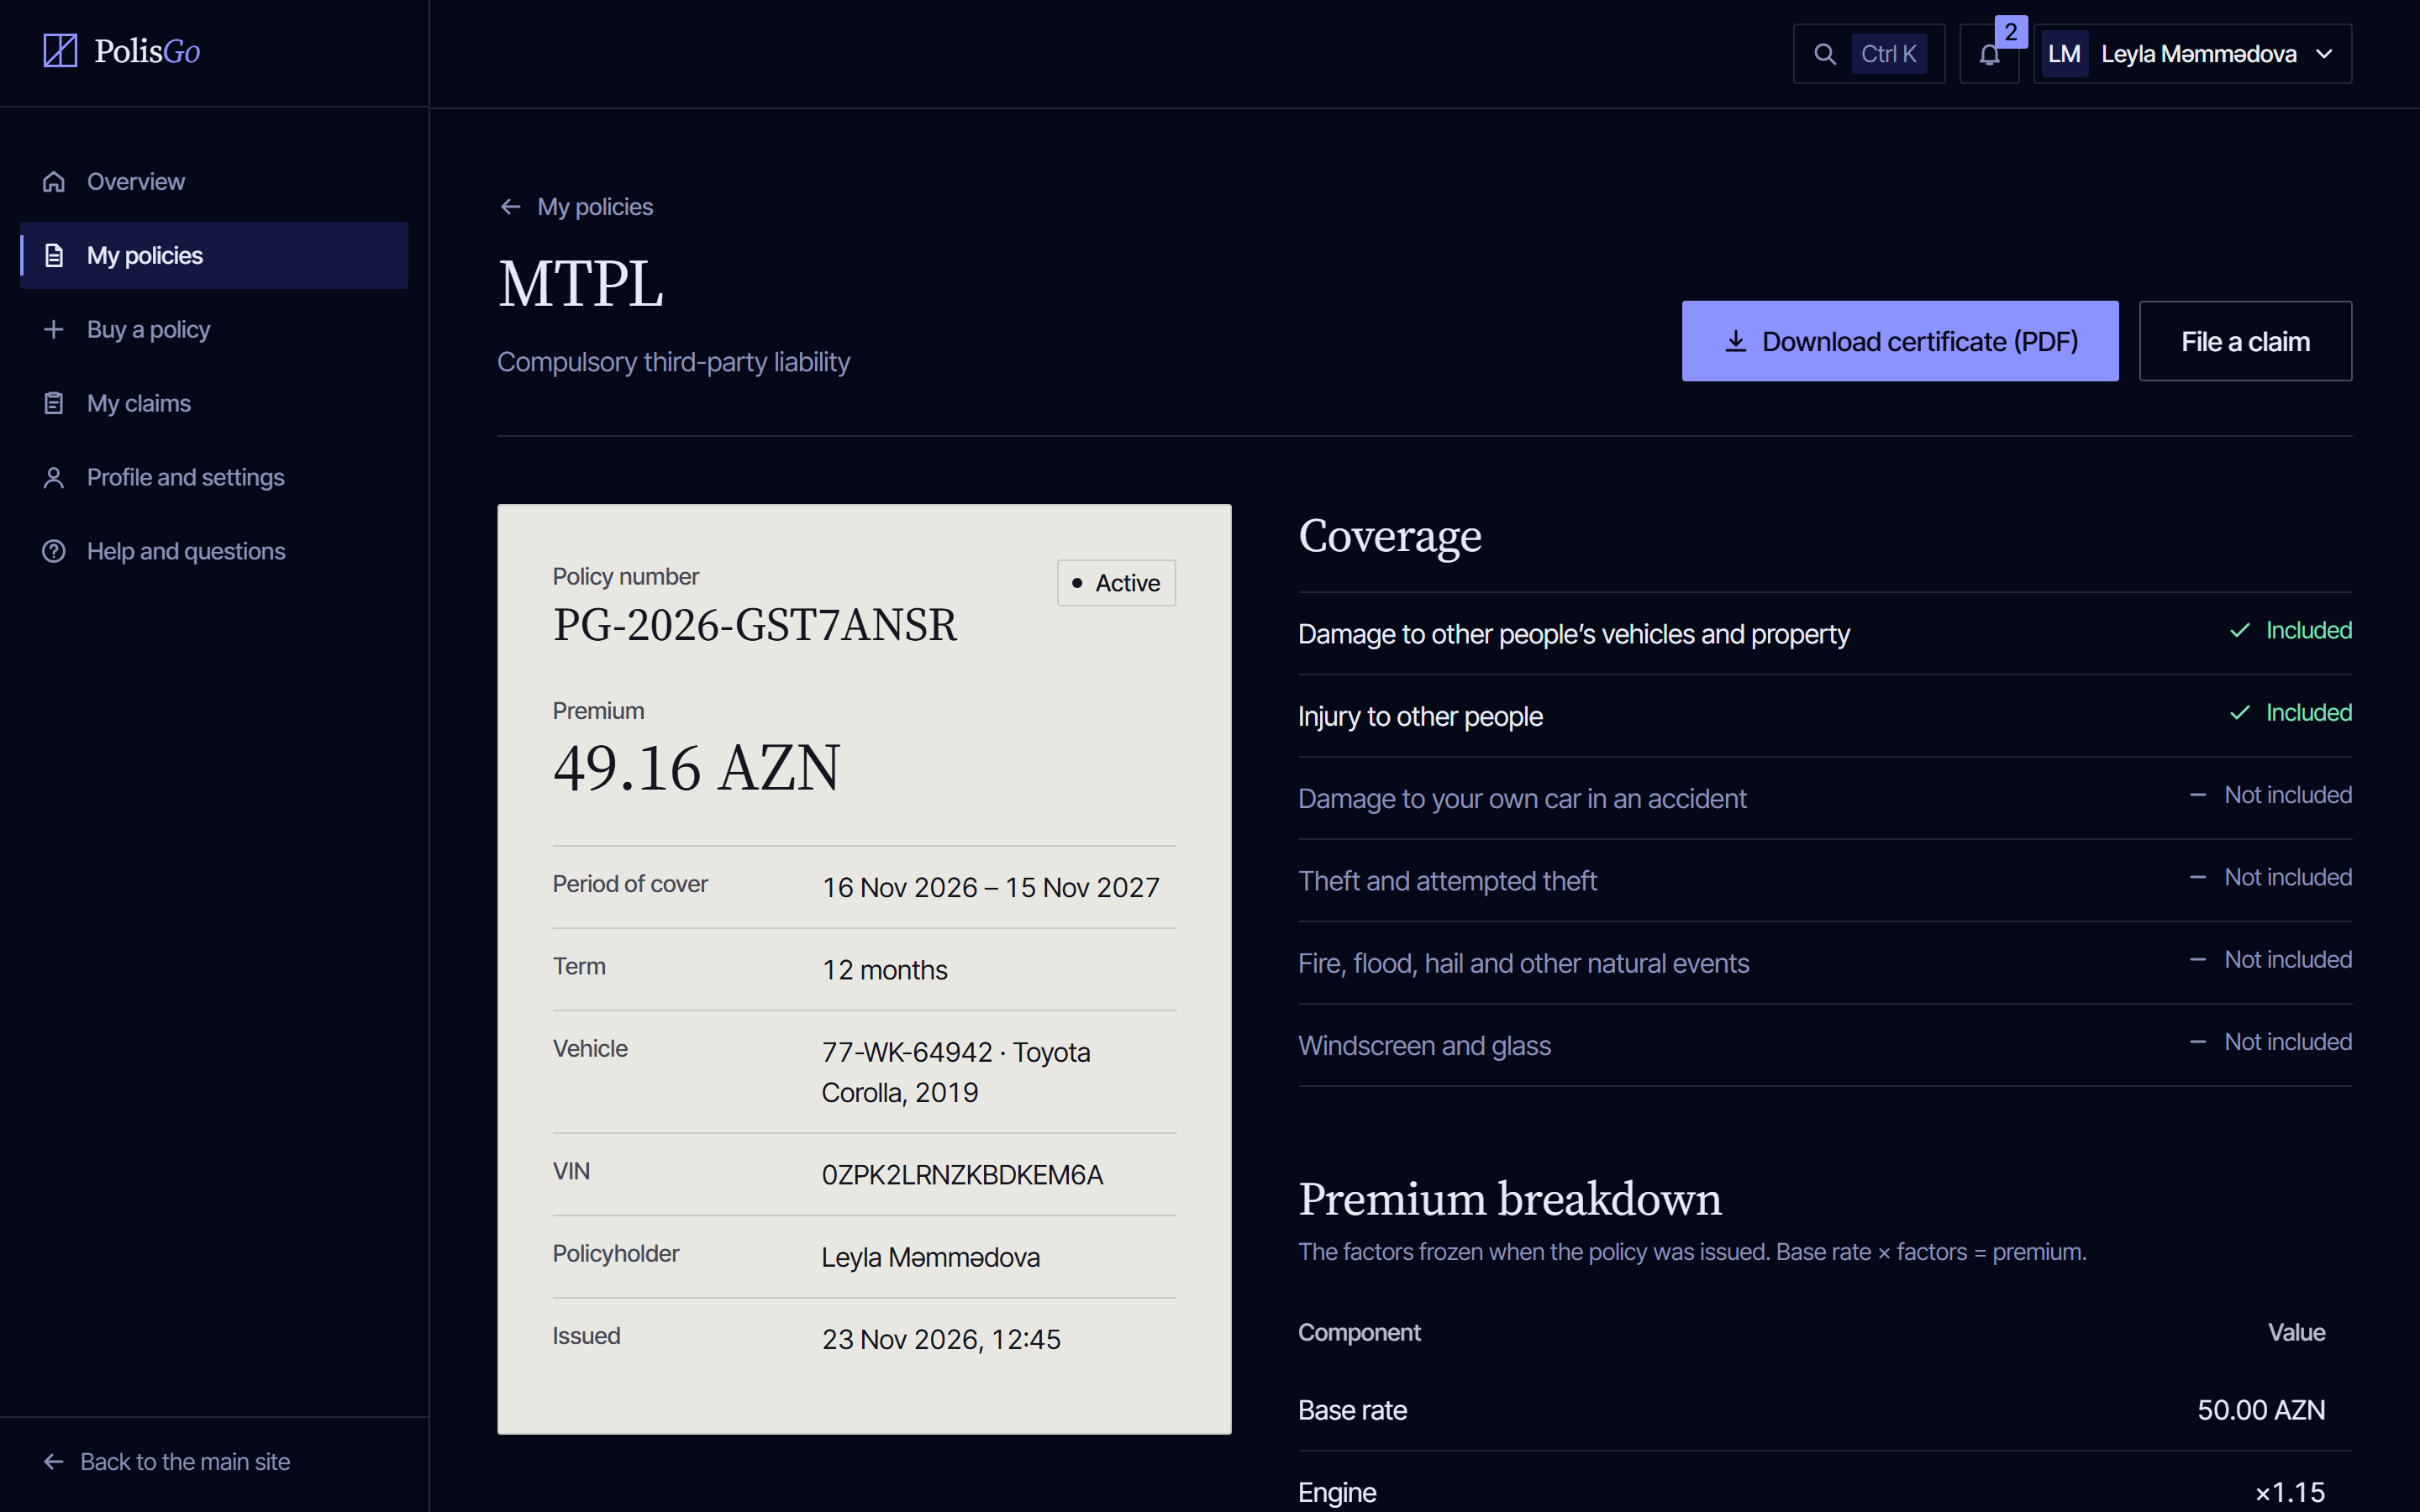 PolisGo
Ctrl K
2
LM Leyla Məmmədova
Overview
My policies
Buy a policy
My claims
Profile and settings
Help and questions
Back to the main site
My policies
MTPL
Compulsory third-party liability
Download certificate (PDF)
File a claim
Policy number
Active
PG-2026-GST7ANSR
Premium
49.16 AZN
Period of cover 16 Nov 2026 – 15 Nov 2027
Term 12 months
Vehicle 77-WK-64942 · Toyota
Corolla, 2019
VIN 0ZPK2LRNZKBDKEM6A
Policyholder Leyla Məmmədova
Issued 23 Nov 2026, 12:45
Coverage
Damage to other people’s vehicles and property Included
Injury to other people Included
Damage to your own car in an accident Not included
Theft and attempted theft Not included
Fire, flood, hail and other natural events Not included
Windscreen and glass Not included
Premium breakdown
The factors frozen when the policy was issued. Base rate × factors = premium.
Component Value
Base rate 50.00 AZN
Engine ×1.15